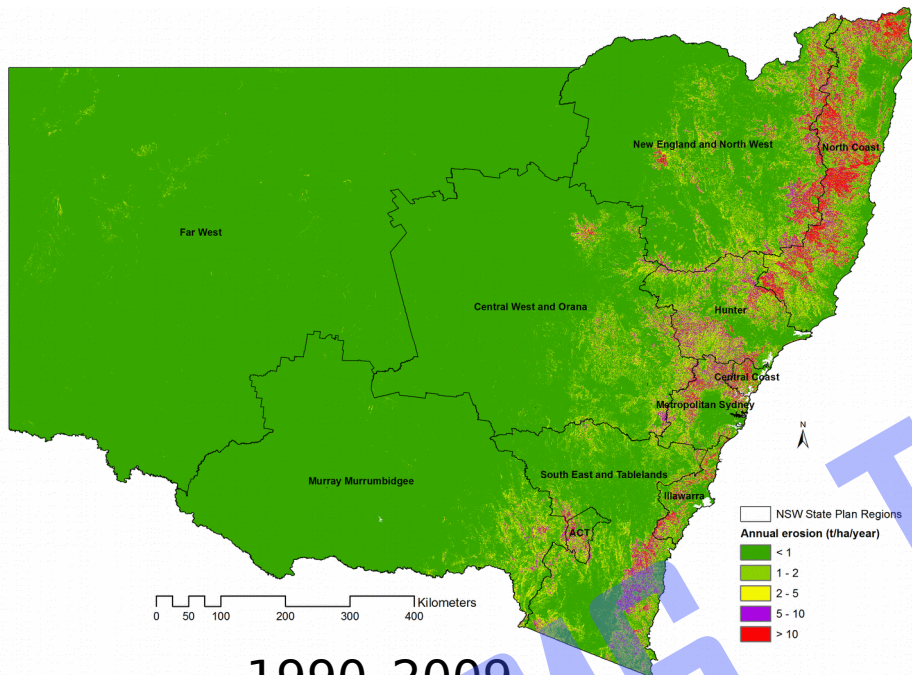 New England and North West
North Coast
Far West
Central West and Orana
Hunter
Central Coast
Metropolitan Sydney
N
South East and Tablelands
Murray Murrumbidgee
Illawarra
ACT
NSW State Plan Regions
Annual erosion (t/ha/year)
< 1
1 - 2
2 - 5
5 - 10
> 10
Kilometers
0 50 100 200 300 400
1990-2009